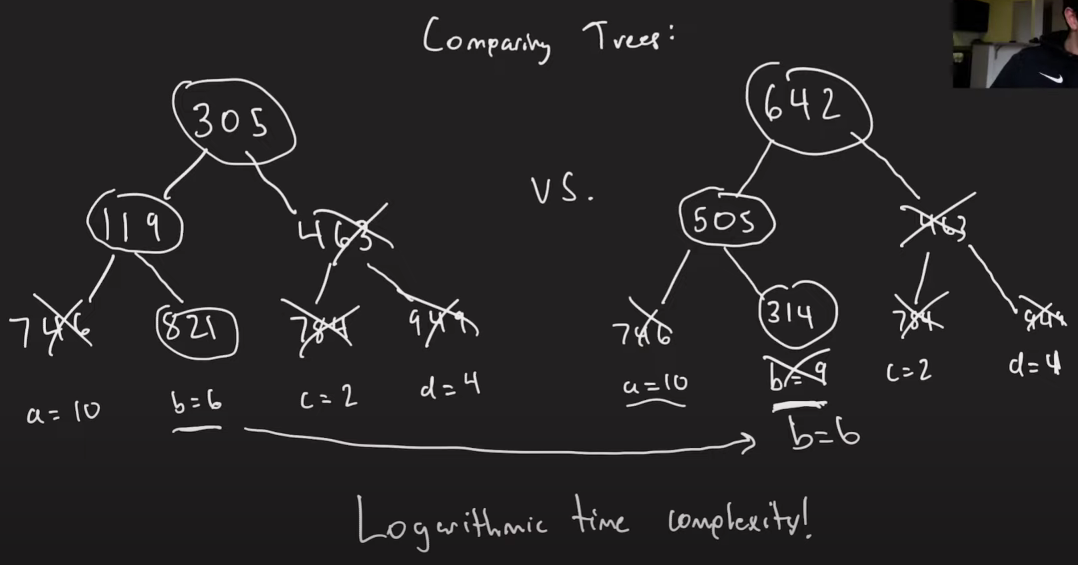 Comparing Trees:
305
642
vs.
119
463
505
463
746
821
784
949
746
314
784
949
a=10
b=6
c=2
d=4
a=10
b=9
c=2
d=4
b=6
Logarithmic time complexity!